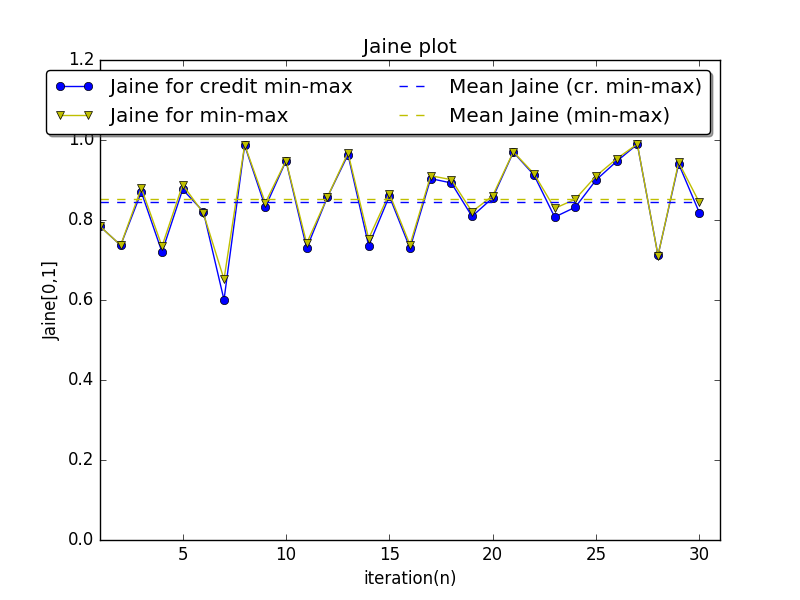 Jaine plot
1.2
Jaine for credit min-max
Mean Jaine (cr. min-max)
Jaine for min-max
Mean Jaine (min-max)
1.0
0.8
0.6
0.4
0.2
0.0
Jaine[0,1]
5 10 15 20 25 30
iteration(n)